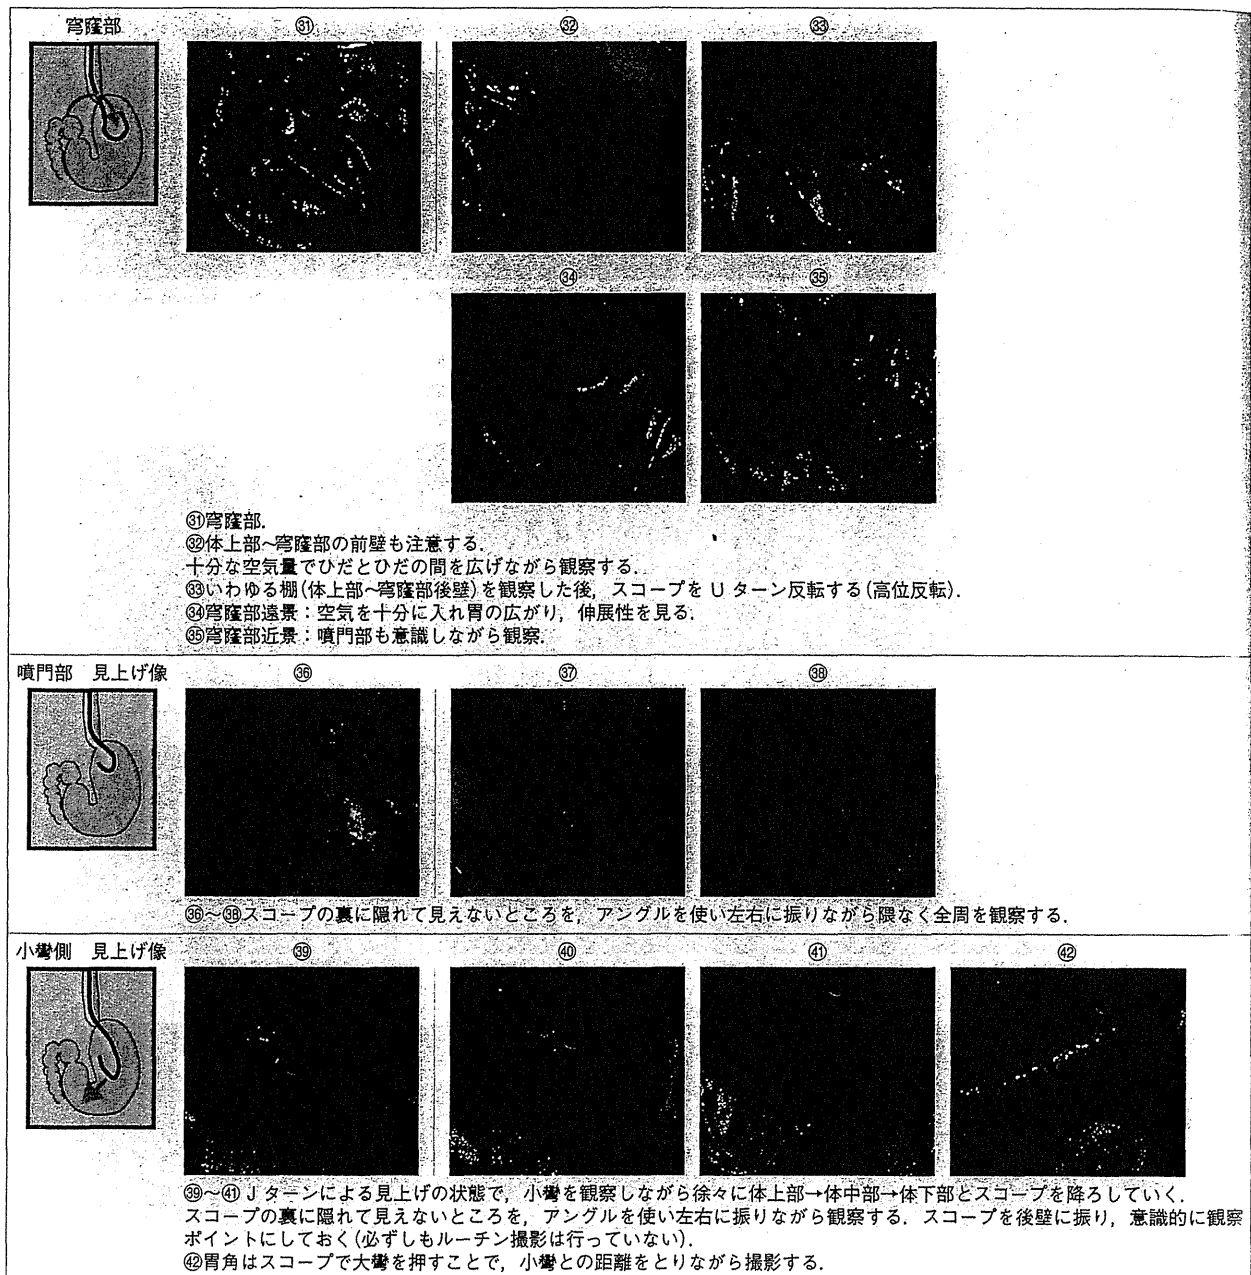 穹窿部
㉛
㉜
㉝
㉞
㉟
㉛穹窿部.
㉜体上部~穹窿部の前壁も注意する.
十分な空気量でひだとひだの間を広げながら観察する.
㉝いわゆる棚(体上部~穹窿部後壁)を観察した後, スコープを U ターン反転する(高位反転).
㉞穹窿部遠景:空気を十分に入れ胃の広がり, 伸展性を見る.
㉟穹窿部近景:噴門部も意識しながら観察.
噴門部 見上げ像
㊱
㊲
㊳
㊱~㊳スコープの裏に隠れて見えないところを, アングルを使い左右に振りながら隈なく全周を観察する.
小彎側 見上げ像
㊴
㊵
㊶
㊷
㊴~㊶ J ターンによる見上げの状態で, 小彎を観察しながら徐々に体上部→体中部→体下部とスコープを降ろしていく.
スコープの裏に隠れて見えないところを, アングルを使い左右に振りながら観察する. スコープを後壁に振り, 意識的に観察
ポイントにしておく(必ずしもルーチン撮影は行っていない).
㊷胃角はスコープで大彎を押すことで, 小彎との距離をとりながら撮影する.